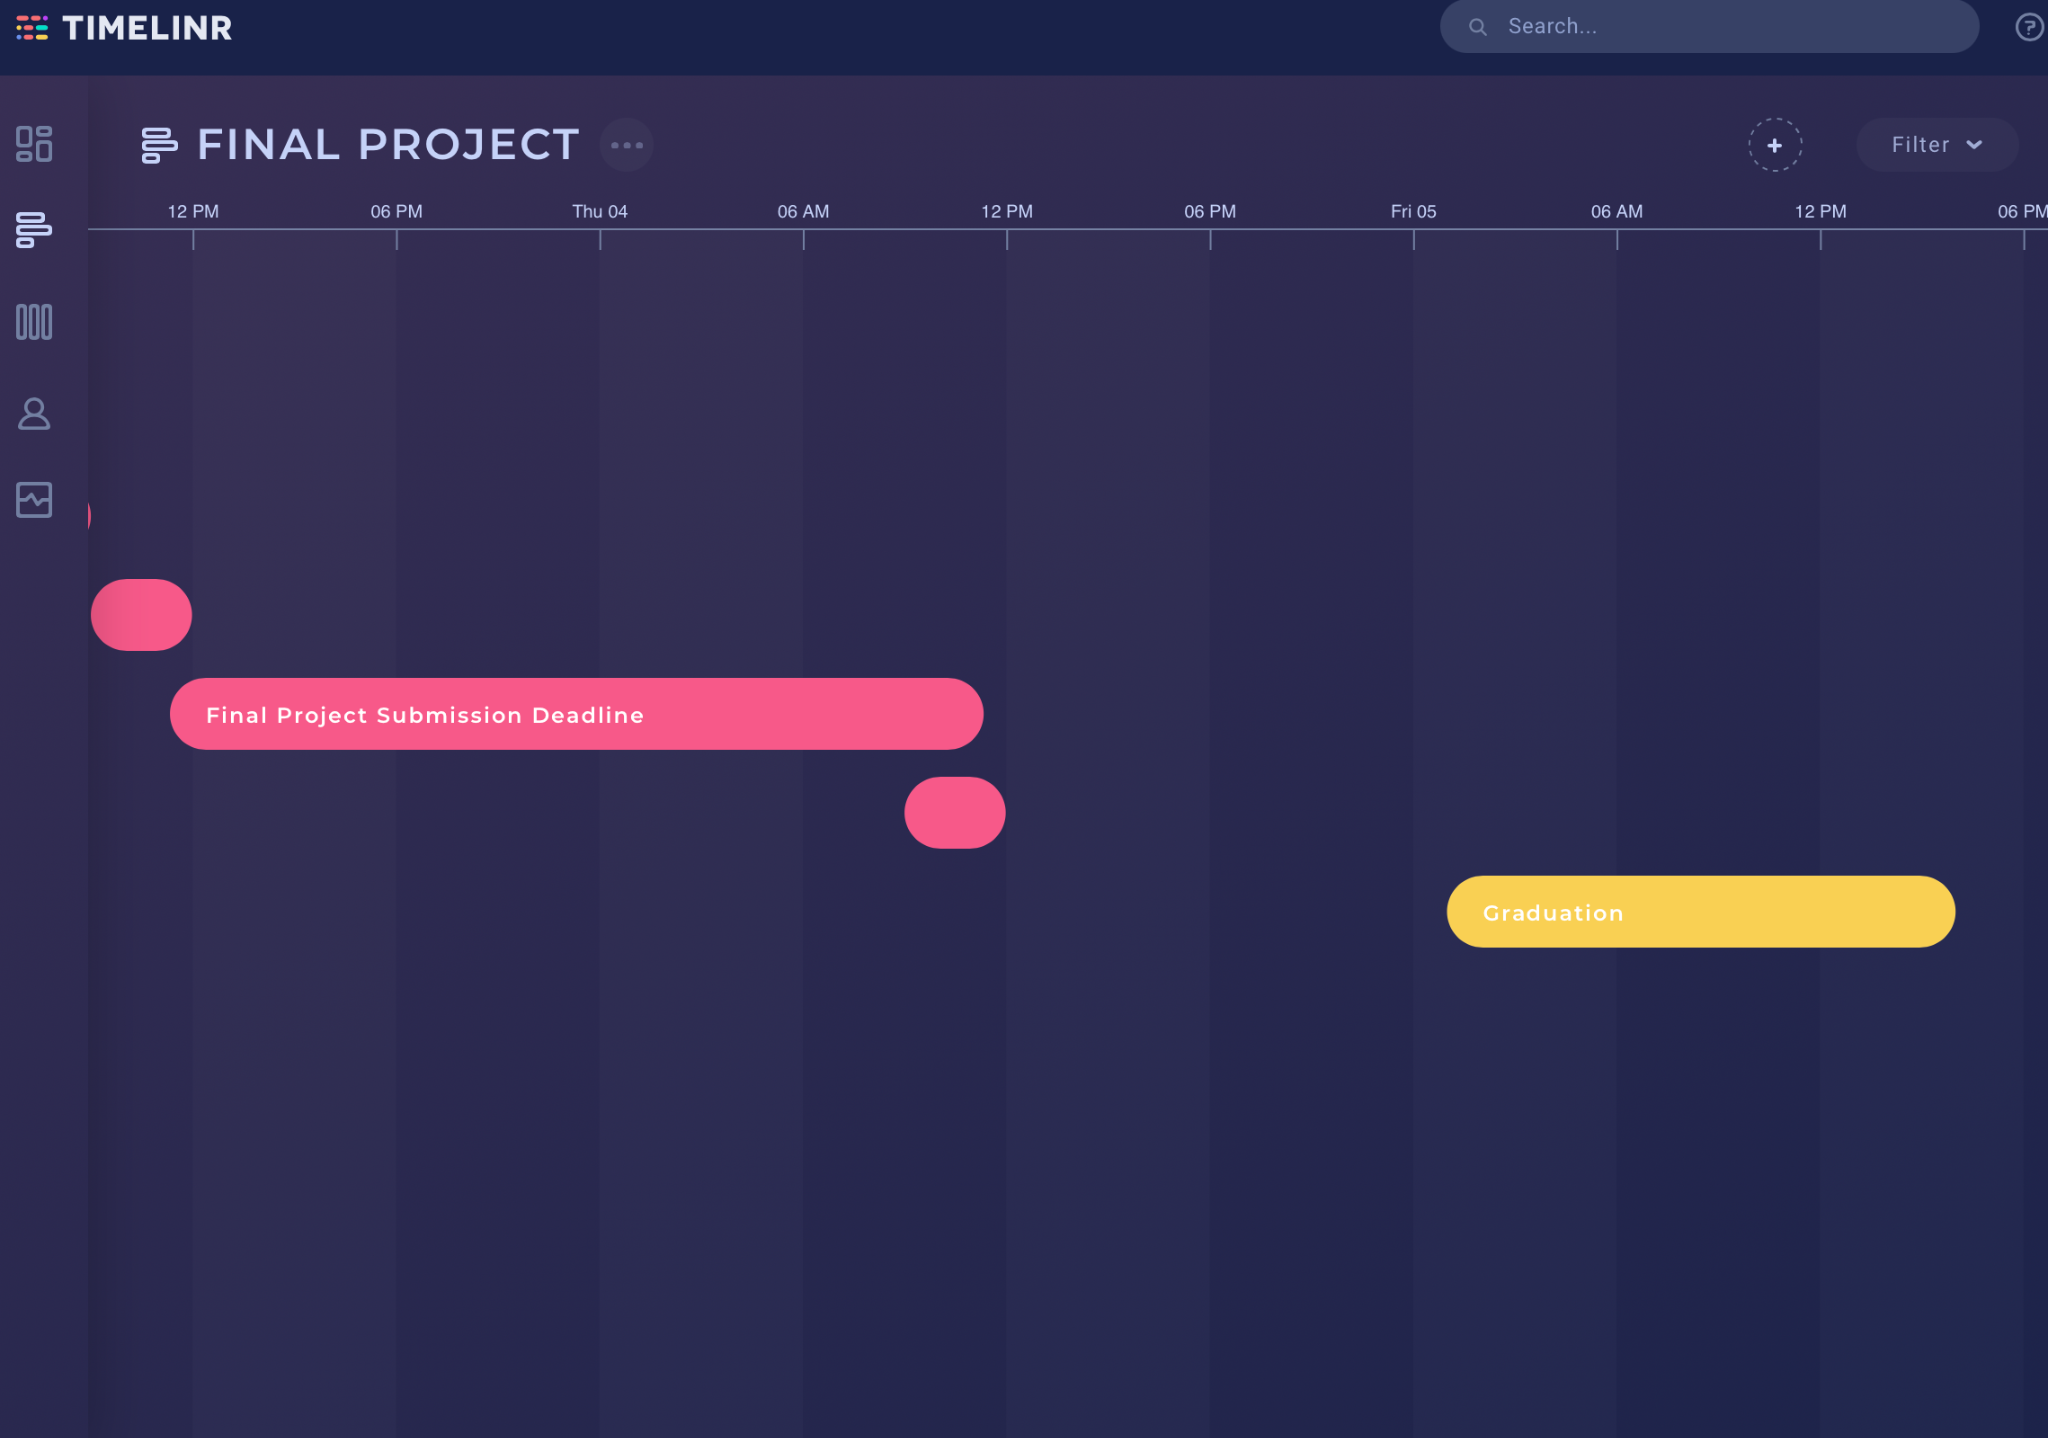 TIMELINR
Search...
FINAL PROJECT
Filter
12 PM 06 PM Thu 04 06 AM 12 PM 06 PM Fri 05 06 AM 12 PM 06 PM
Final Project Submission Deadline
Graduation